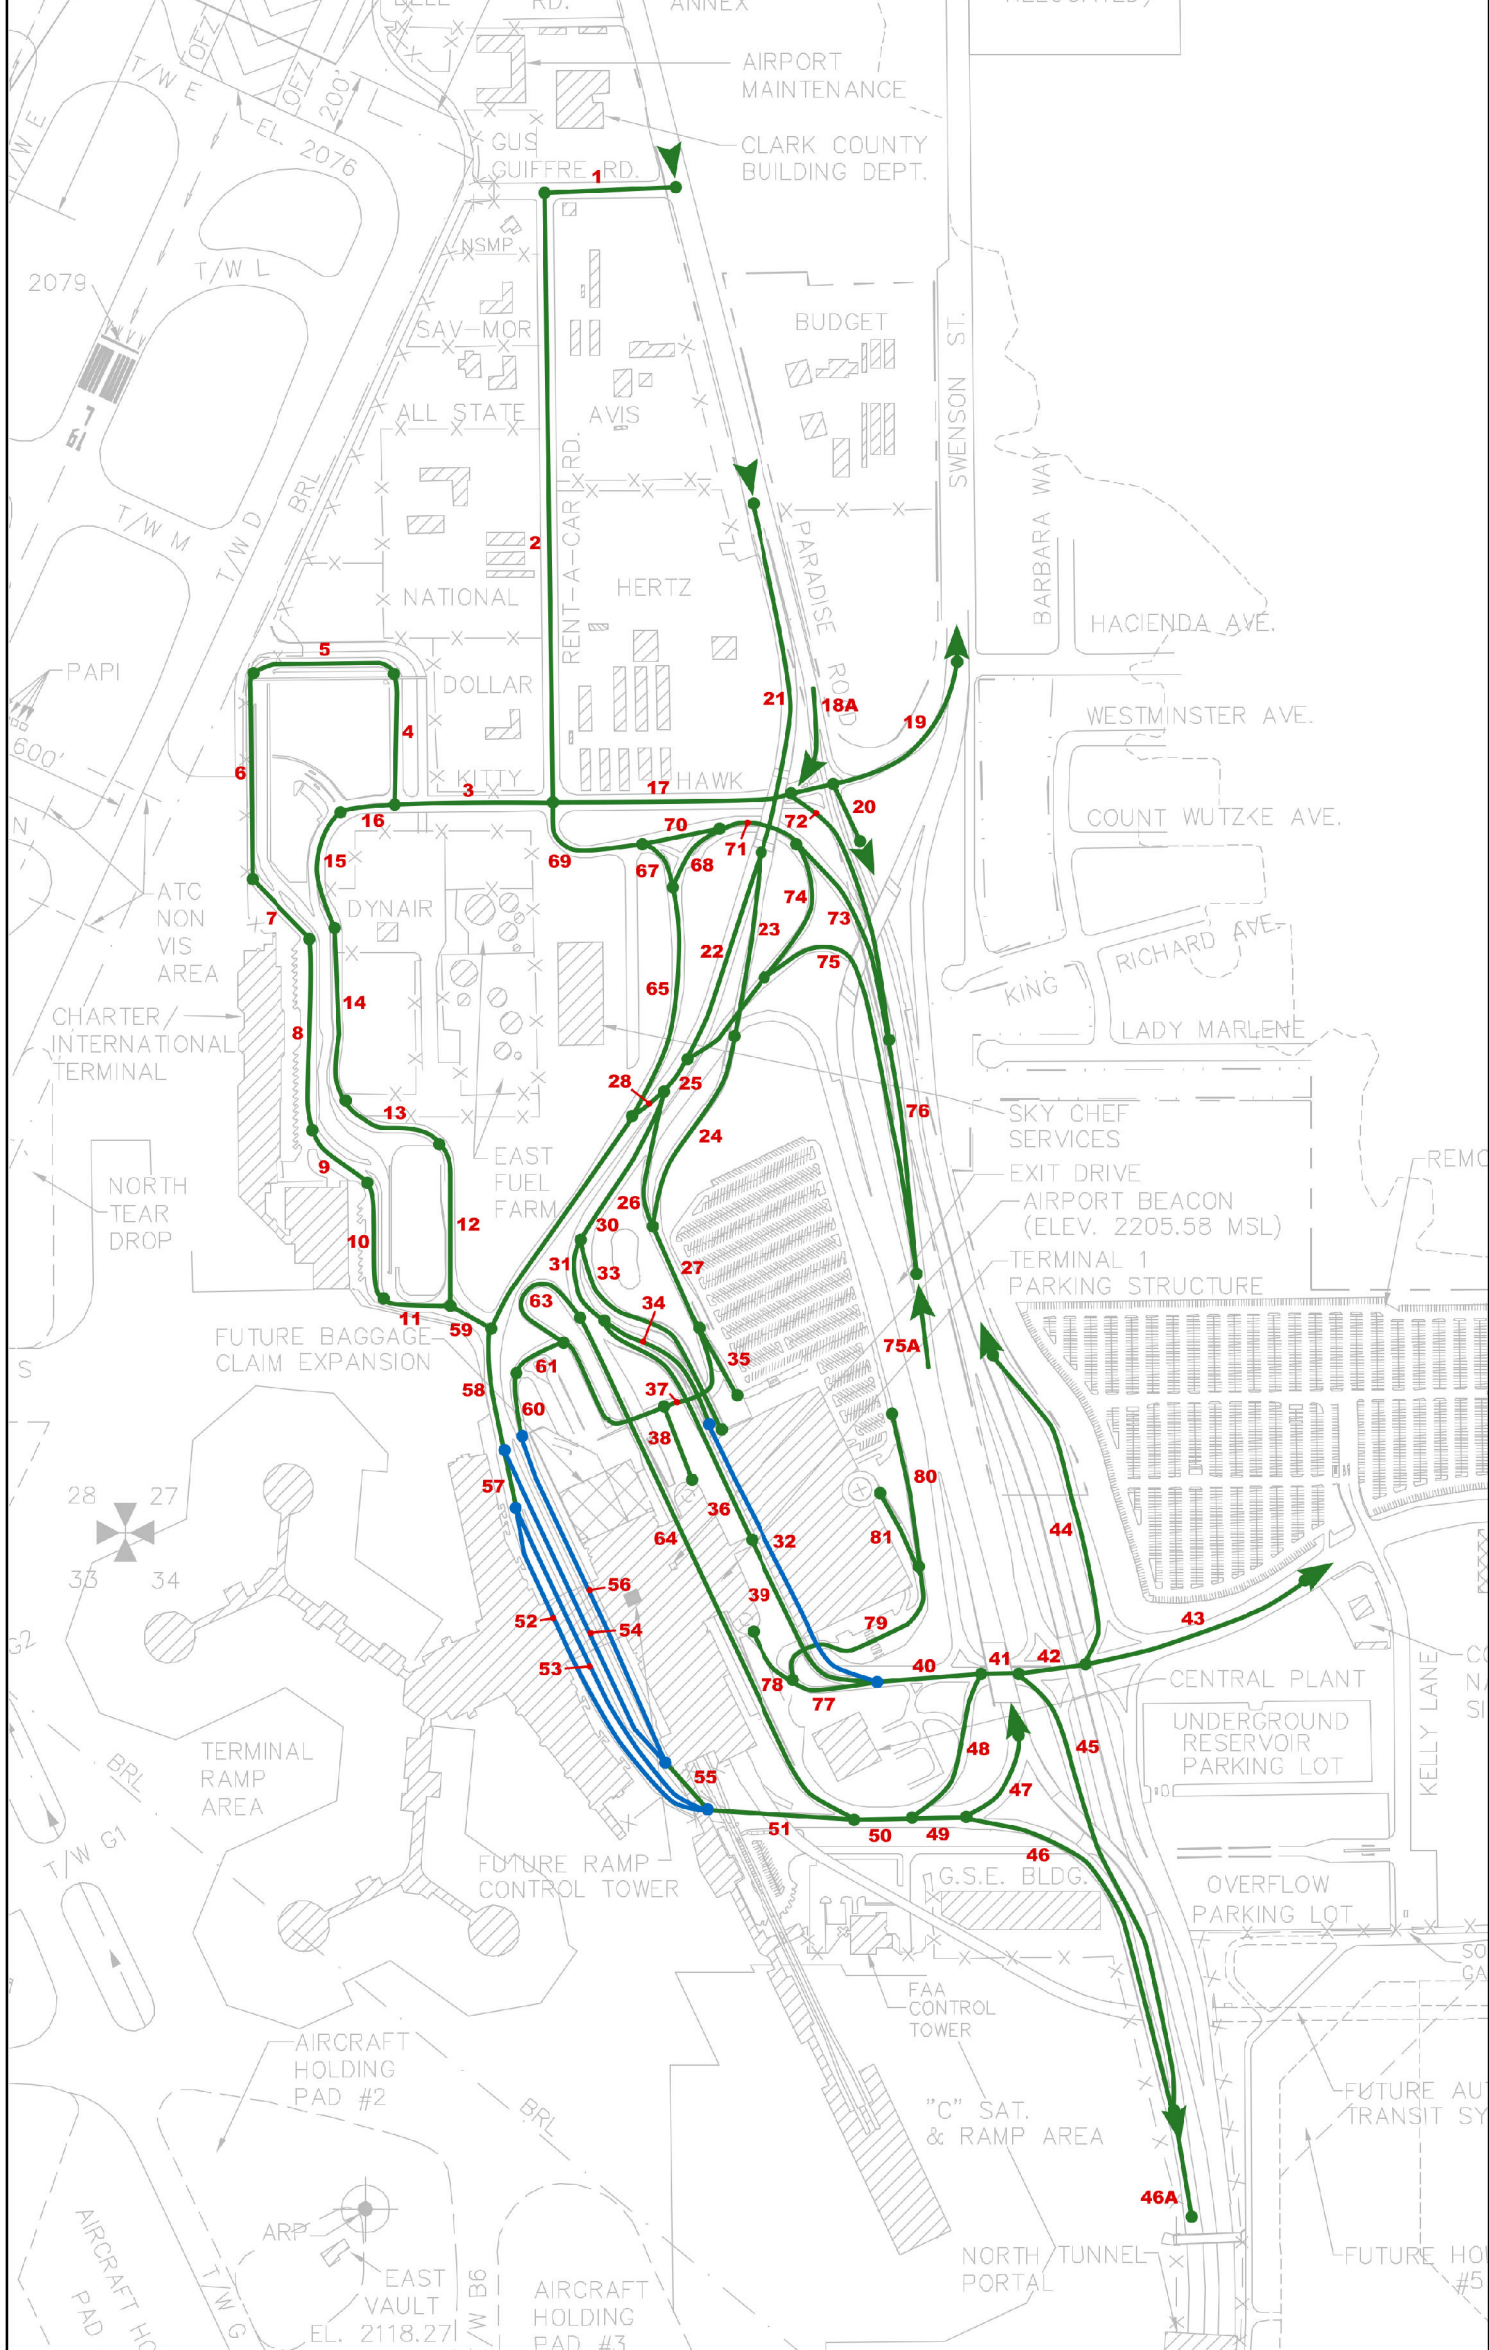 RD.
ANNEX
OFZ
T/W E
OFZ
200'
AIRPORT
MAINTENANCE
T/W E
EL. 2076
GUS
GUIFFRE RD.
CLARK COUNTY
BUILDING DEPT.
1
NSMP
T/W L
2079
SAV-MOR
BUDGET
SWENSON ST.
ALL STATE
AVIS
RENT-A-CAR RD.
BRL
T/W M
T/W D
2
PARADISE ROAD
BARBARA WAY
NATIONAL
HERTZ
HACIENDA AVE.
5
PAPI
DOLLAR
21
18A
19
WESTMINSTER AVE.
4
600'
6
KITTY
HAWK
3
17
16
72
20
COUNT WUTZKE AVE.
70
71
69
67
68
15
74
ATC
NON
VIS
AREA
DYNAIR
7
73
23
22
75
RICHARD AVE.
KING
65
14
CHARTER/
INTERNATIONAL
TERMINAL
8
LADY MARLENE
28
25
13
76
SKY CHEF
SERVICES
24
EAST
FUEL
FARM
9
EXIT DRIVE
NORTH
TEAR
DROP
26
AIRPORT BEACON
(ELEV. 2205.58 MSL)
12
30
10
31
33
27
TERMINAL 1
PARKING STRUCTURE
63
34
11
59
FUTURE BAGGAGE
CLAIM EXPANSION
75A
35
61
S
58
37
60
38
80
57
28
27
36
64
32
81
44
33
34
56
39
52
54
43
79
53
40
41
42
78
77
CENTRAL PLANT
UNDERGROUND
RESERVOIR
PARKING LOT
KELLY LANE
BRL
TERMINAL
RAMP
AREA
48
45
55
47
51
50
49
46
T/W G1
FUTURE RAMP
CONTROL TOWER
G.S.E. BLDG.
OVERFLOW
PARKING LOT
FAA
CONTROL
TOWER
AIRCRAFT
HOLDING
PAD #2
BRL
"C" SAT.
& RAMP AREA
FUTURE AU
TRANSIT SY
46A
ARP
NORTH TUNNEL
PORTAL
FUTURE HO
#5
EAST
VAULT
EL. 2118.27
T/W G
/W B6
AIRCRAFT
HOLDING
PAD #3
AIRCRAFT HO
PAD